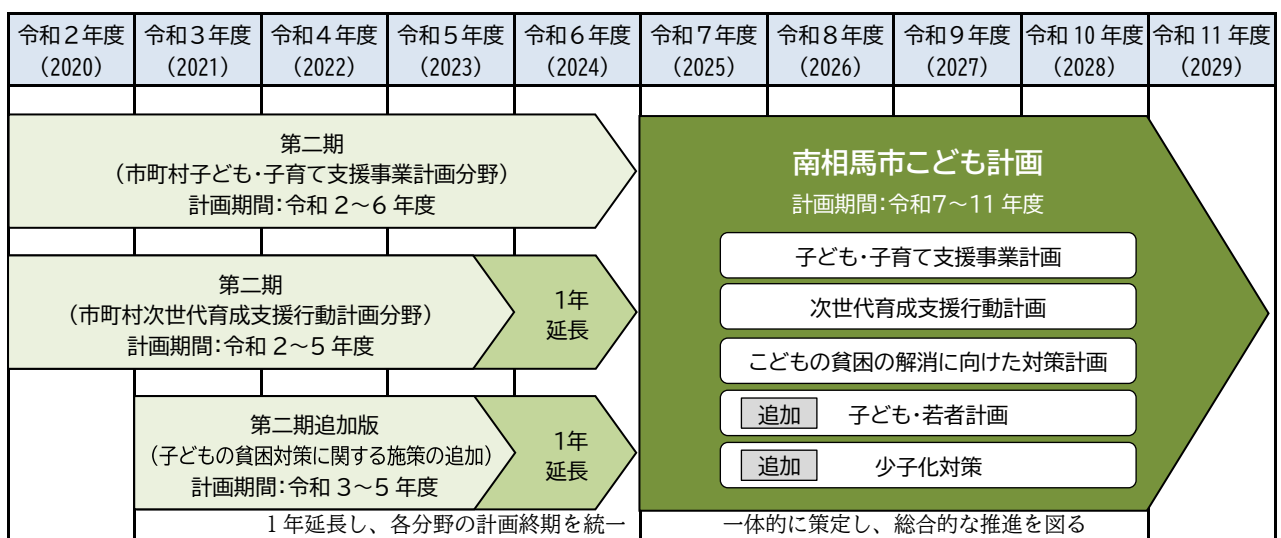 令和2年度 令和3年度 令和4年度 令和5年度 令和6年度 令和7年度 令和8年度 令和9年度 令和 10 年度 令和 11 年度
(2020) (2021) (2022) (2023) (2024) (2025) (2026) (2027) (2028) (2029)
第二期
(市町村子ども・子育て支援事業計画分野)
計画期間:令和 2~6 年度
第二期
(市町村次世代育成支援行動計画分野)
計画期間:令和 2~5 年度
1年
延長
第二期追加版
(子どもの貧困対策に関する施策の追加)
計画期間:令和 3~5 年度
1年
延長
1年延長し、各分野の計画終期を統一
南相馬市こども計画
計画期間:令和7~11 年度
子ども・子育て支援事業計画
次世代育成支援行動計画
こどもの貧困の解消に向けた対策計画
追加 子ども・若者計画
追加 少子化対策
一体的に策定し、総合的な推進を図る